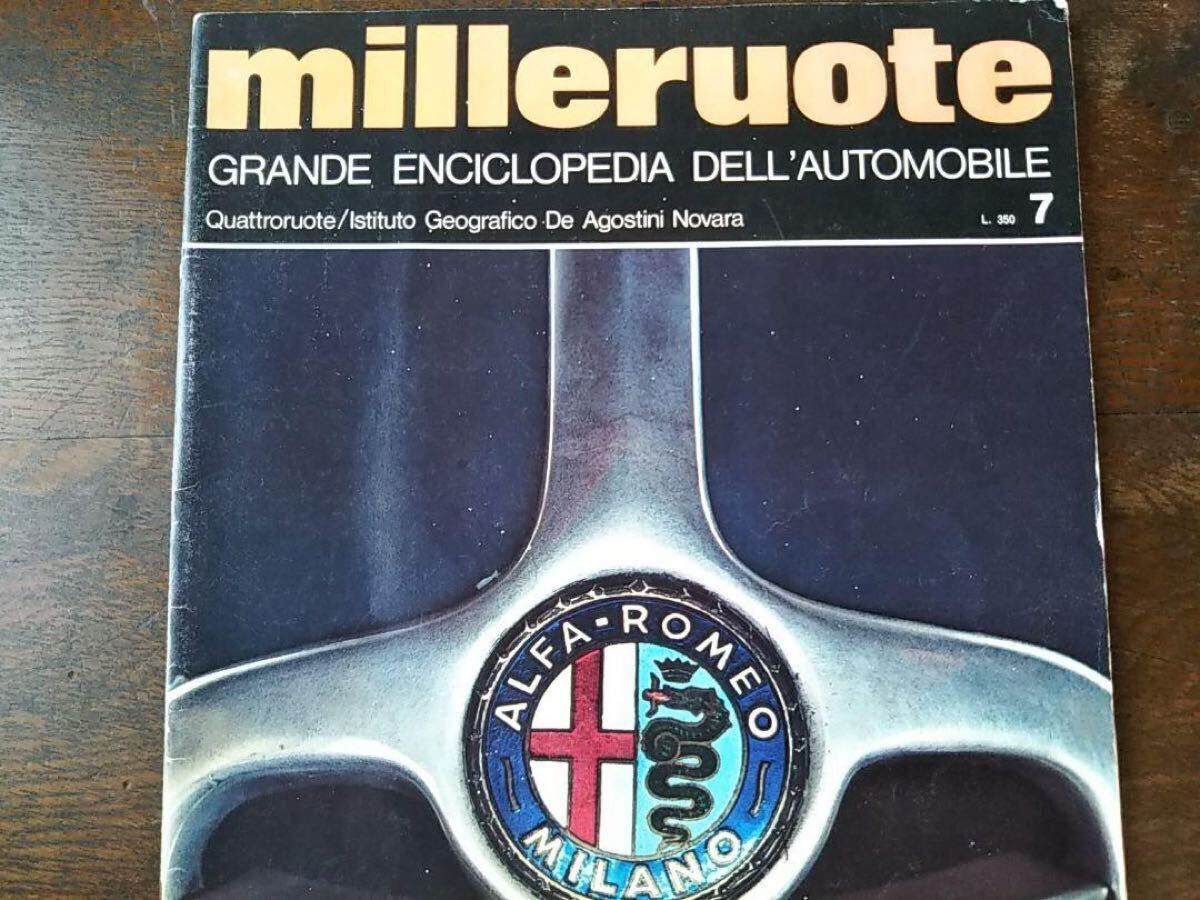 milleruote
GRANDE ENCICLOPEDIA DELL'AUTOMOBILE
Quattroruote/Istituto Geografico De Agostini Novara L. 350 7
ALFA-ROMEO
MILANO